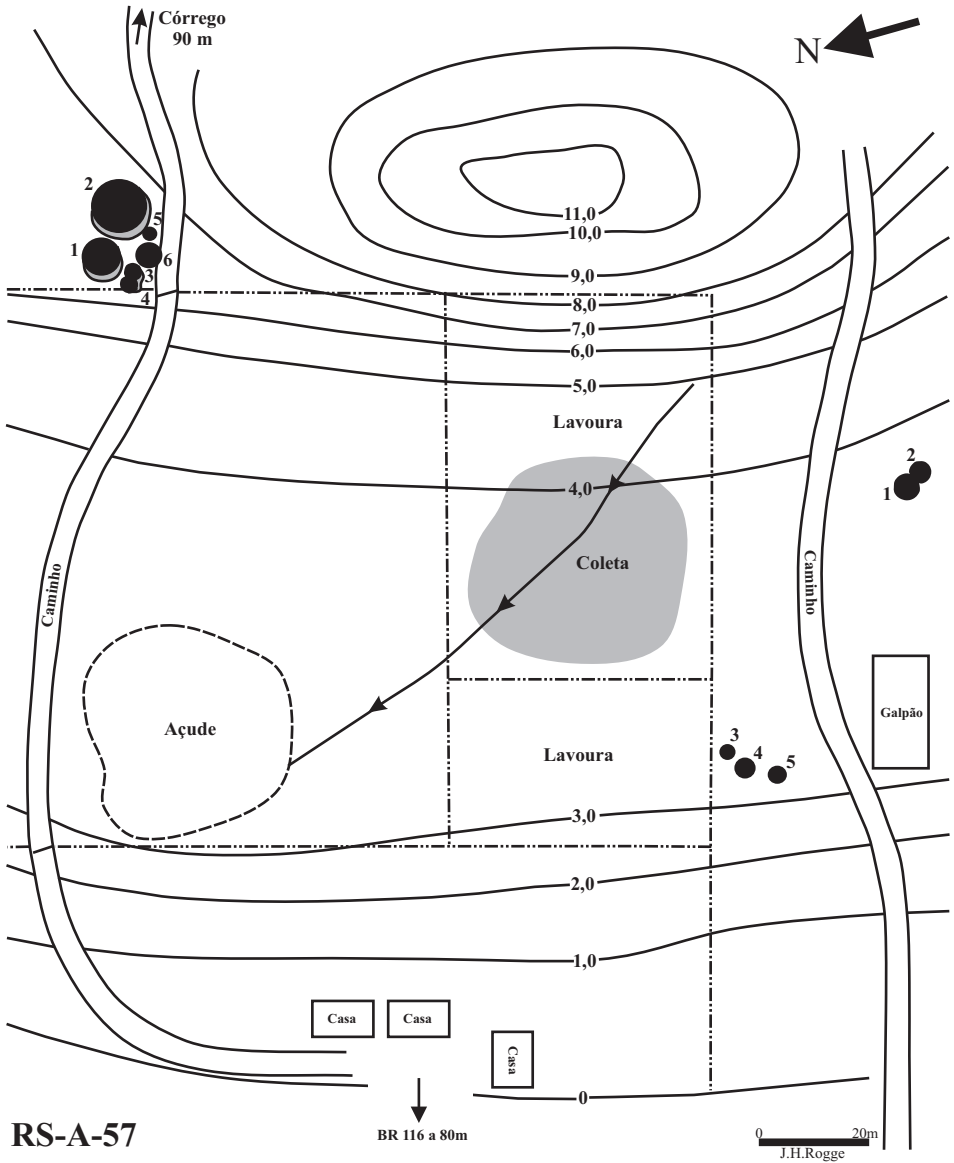 Córrego
90 m
N
2
5
1
6
3
4
11,0
10,0
9,0
8,0
7,0
6,0
5,0
Lavoura
2
1
4,0
Coleta
Caminho
Caminho
Galpão
Açude
Lavoura
3
4
5
3,0
2,0
1,0
Casa
Casa
Casa
0
RS-A-57
BR 116 a 80m
0
20m
J.H.Rogge